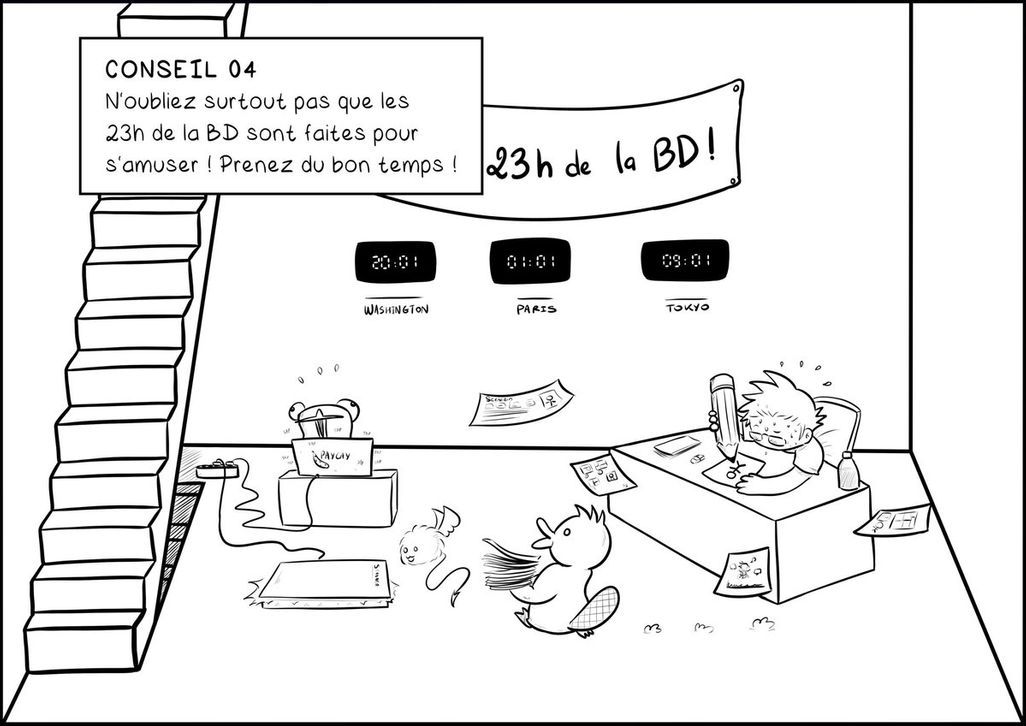 CONSEIL 04
N'oubliez surtout pas que les
23h de la BD sont faites pour
s'amuser ! Prenez du bon temps !
23h de la BD!
20:01
01:01
09:01
WASHINGTON
PARIS
TOKYO
PAYCAY